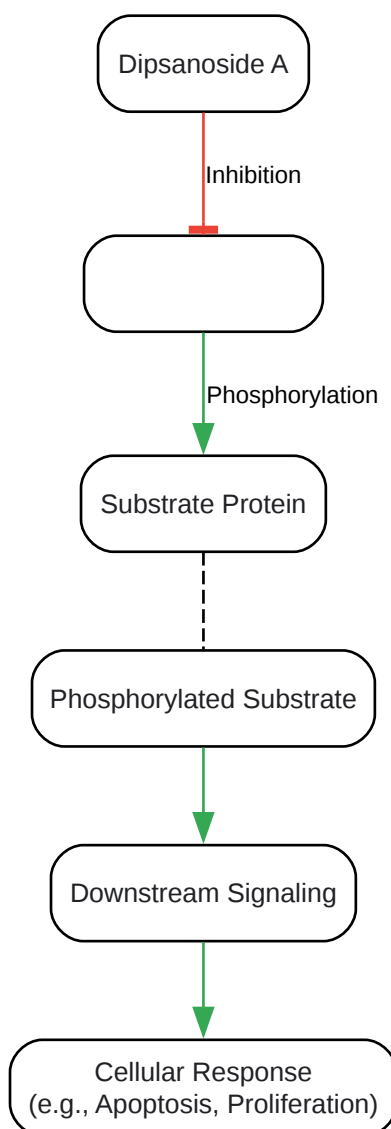 Dipsanoside A
Inhibition
Phosphorylation
Substrate Protein
Phosphorylated Substrate
Downstream Signaling
Cellular Response
(e.g., Apoptosis, Proliferation)